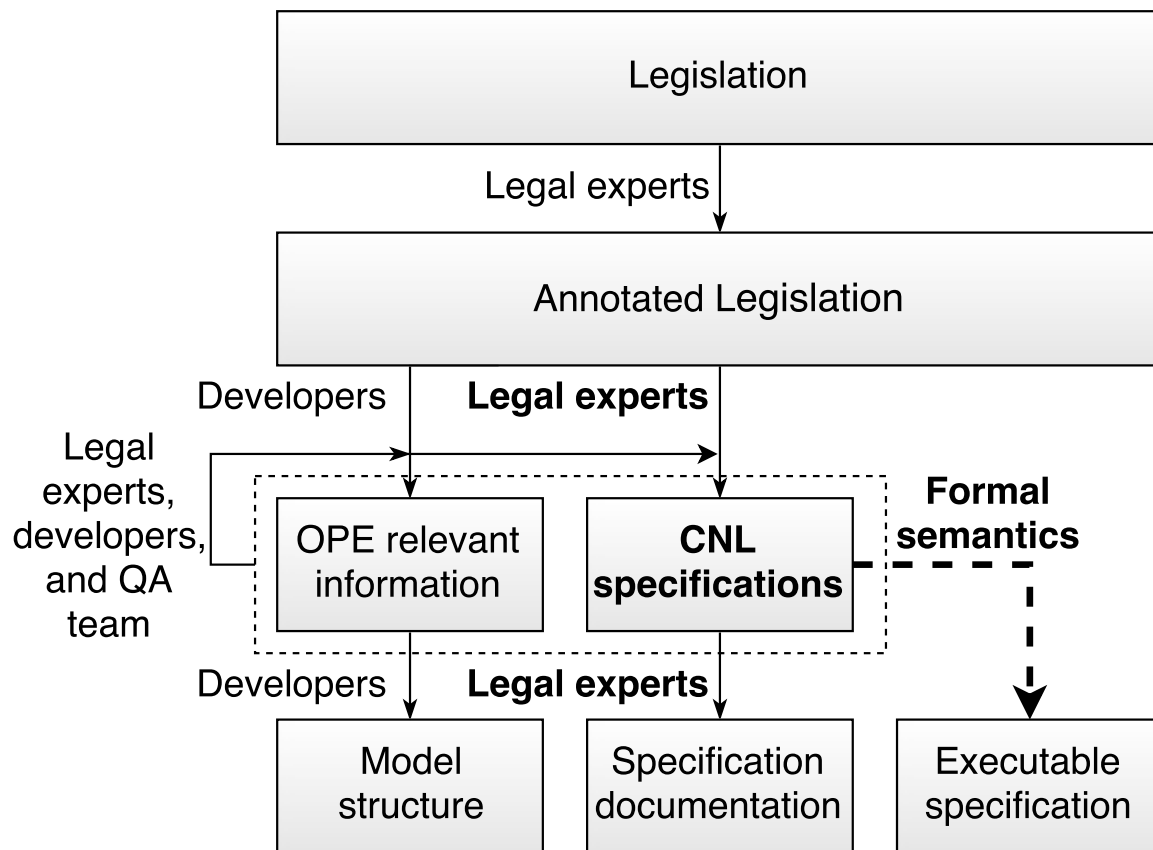 Legislation
Legal experts
Annotated Legislation
Developers
Legal experts
Legal
experts,
developers,
and QA
team
OPE relevant
information
CNL
specifications
Formal
semantics
Developers
Legal experts
Model
structure
Specification
documentation
Executable
specification